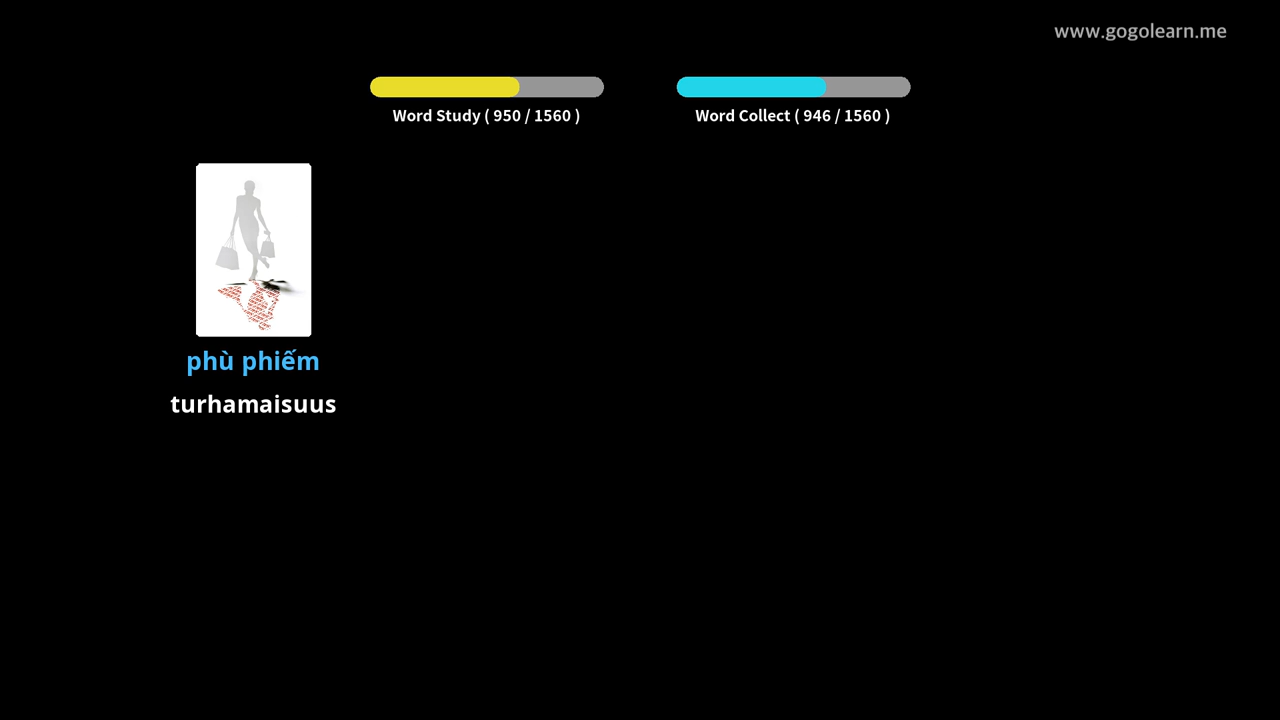 www.gogolearn.me
Word Study ( 950 / 1560 )
Word Collect ( 946 / 1560 )
phù phiếm
turhamaisuus